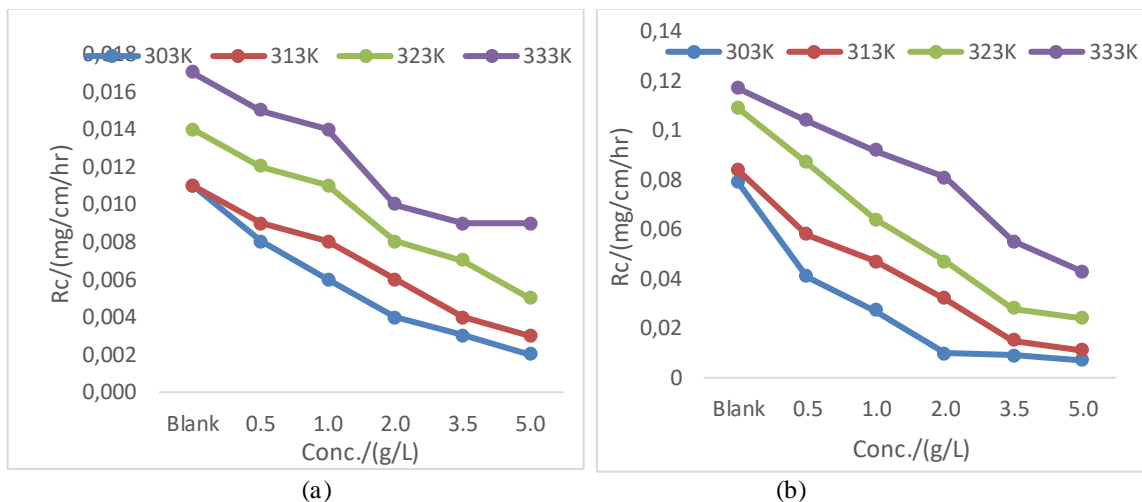 0,018
303K 313K 323K 333K
0,016
0,014
0,012
0,010
0,008
0,006
0,004
0,002
0,000
Rc/(mg/cm/hr)
Blank 0.5 1.0 2.0 3.5 5.0
Conc./(g/L)
(a)
0,14
303K 313K 323K 333K
0,12
0,1
0,08
0,06
0,04
0,02
0
Rc/(mg/cm/hr)
Blank 0.5 1.0 2.0 3.5 5.0
Conc./(g/L)
(b)